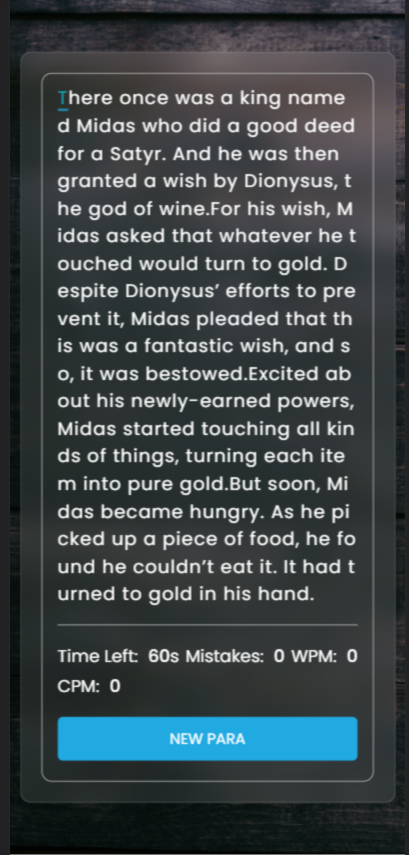 There once was a king name
d Midas who did a good deed
for a Satyr. And he was then
granted a wish by Dionysus, t
he god of wine.For his wish, M
idas asked that whatever he t
ouched would turn to gold. D
espite Dionysus’ efforts to pre
vent it, Midas pleaded that th
is was a fantastic wish, and s
o, it was bestowed.Excited ab
out his newly-earned powers,
Midas started touching all kin
ds of things, turning each ite
m into pure gold.But soon, Mi
das became hungry. As he pi
cked up a piece of food, he fo
und he couldn’t eat it. It had t
urned to gold in his hand.
Time Left: 60s Mistakes: 0 WPM: 0
CPM: 0
NEW PARA